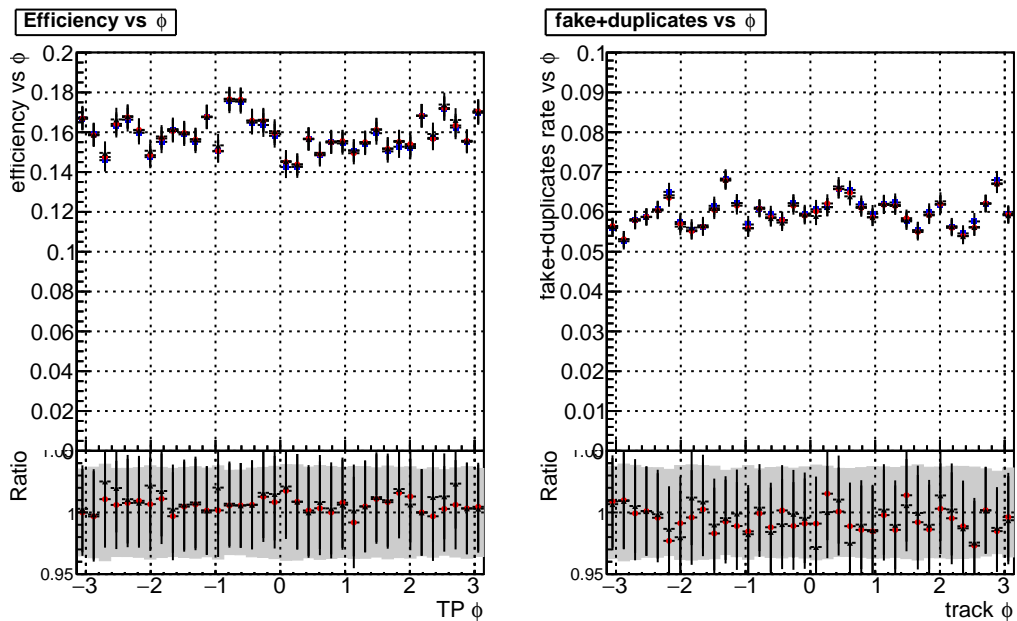 Efficiency vs ϕ
efficiency vs ϕ
0.2
0.18
0.16
0.14
0.12
0.1
0.08
0.06
0.04
0.02
0
Ratio
1
0.95
−3 −2 −1 0 1 2 3
TP ϕ
fake+duplicates vs ϕ
fake+duplicates rate vs ϕ
0.1
0.09
0.08
0.07
0.06
0.05
0.04
0.03
0.02
0.01
0
Ratio
1
0.95
−3 −2 −1 0 1 2 3
track ϕ